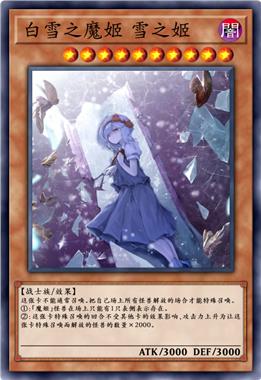 白雪之魔姬 雪之姬
闇
【战士族/效果】
这张卡不能通常召唤。把自己场上所有怪兽解放的场合才能特殊召唤。
①:「魔姬」怪兽在场上只能有1只表侧表示存在。
②:这张卡特殊召唤的回合不受其他卡的效果影响,攻击力上升为让这张卡特殊召唤而解放的怪兽的数量×2000。
ATK/3000 DEF/3000